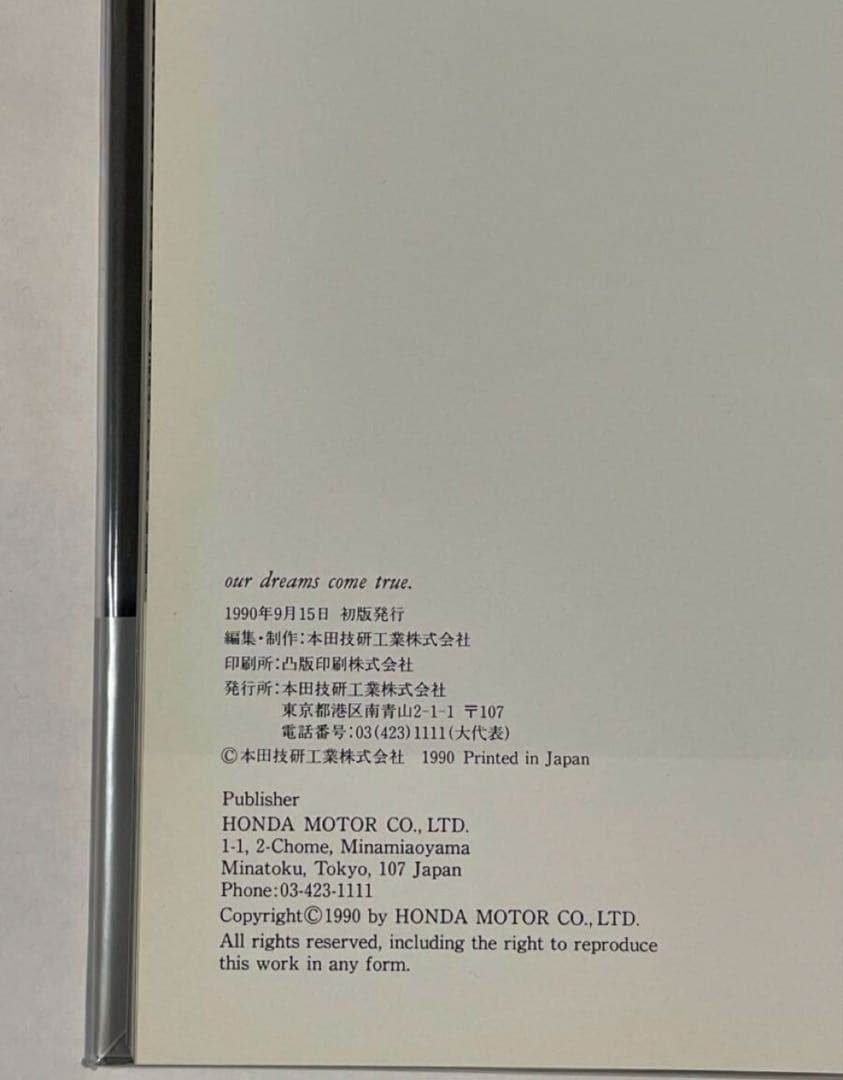 our dreams come true.
1990年9月15日 初版発行
編集・制作:本田技研工業株式会社
印刷所:凸版印刷株式会社
発行所:本田技研工業株式会社
東京都港区南青山2-1-1 〒107
電話番号:03(423)1111(大代表)
©本田技研工業株式会社 1990 Printed in Japan
Publisher
HONDA MOTOR CO., LTD.
1-1, 2-Chome, Minamiaoyama
Minatoku, Tokyo, 107 Japan
Phone:03-423-1111
Copyright©1990 by HONDA MOTOR CO., LTD.
All rights reserved, including the right to reproduce
this work in any form.